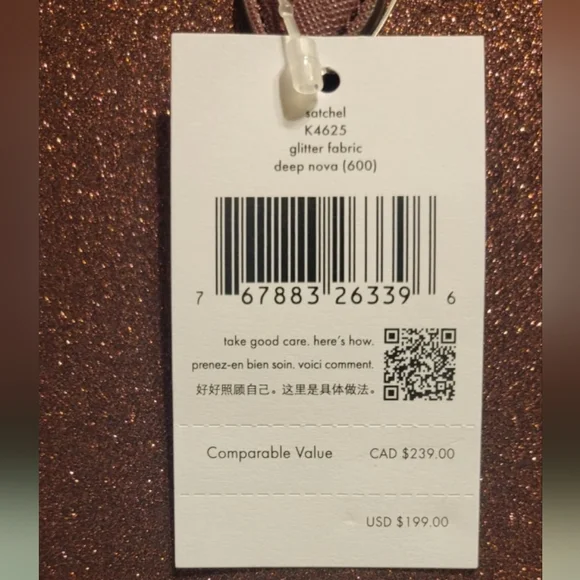 satchel
K4625
glitter fabric
deep nova (600)
7 67883 26339 6
take good care. here's how.
prenez-en bien soin. voici comment.
好好照顾自己。这里是具体做法。
Comparable Value CAD $239.00
USD $199.00